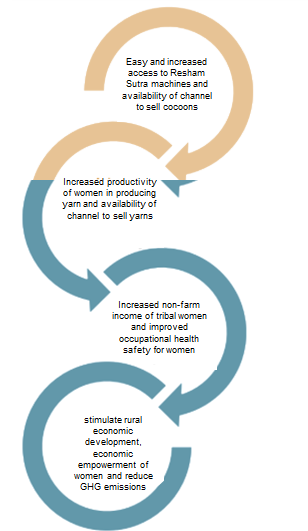 Easy and increased
access to Resham
Sutra machines and
availability of channel
to sell cocoons
Increased productivity
of women in producing
yarn and availability of
channel to sell yarns
Increased non-farm
income of tribal women
and improved
occupational health
safety for women
stimulate rural
economic
development,
economic
empowerment of
women and reduce
GHG emissions